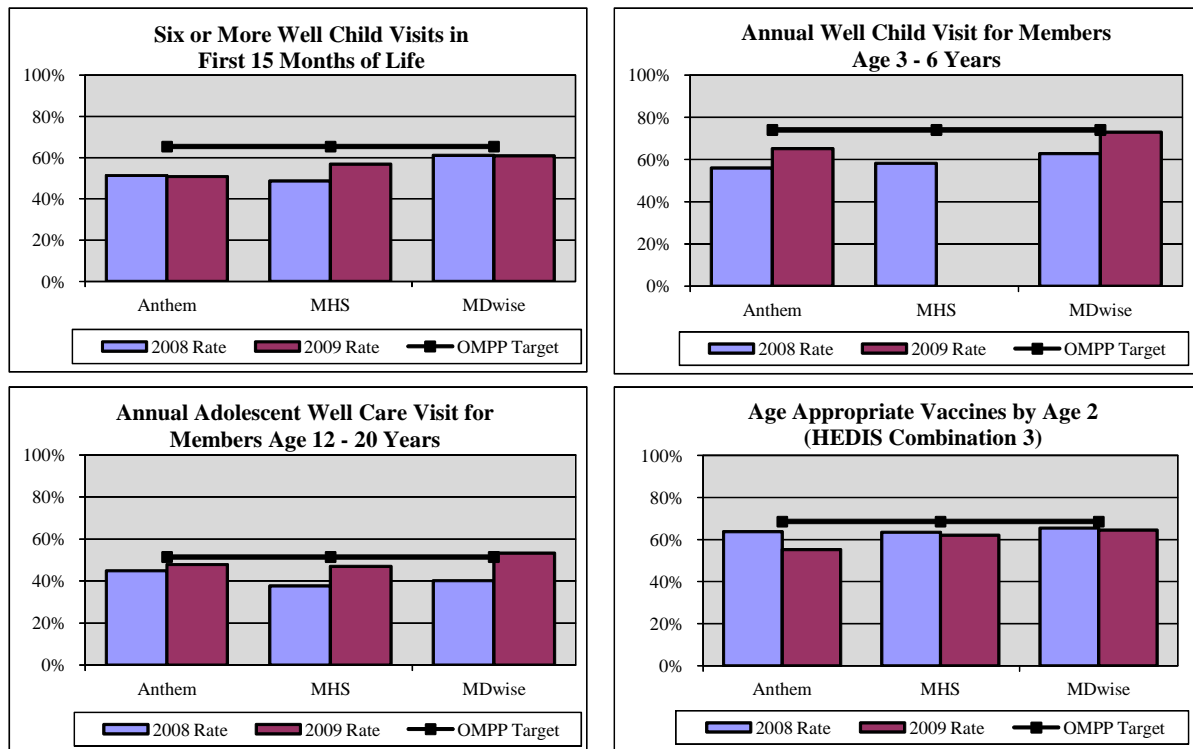 Six or More Well Child Visits in
First 15 Months of Life
100%
80%
60%
40%
20%
0%
Anthem MHS MDwise
2008 Rate 2009 Rate OMPP Target
Annual Well Child Visit for Members
Age 3 - 6 Years
100%
80%
60%
40%
20%
0%
Anthem MHS MDwise
2008 Rate 2009 Rate OMPP Target
Annual Adolescent Well Care Visit for
Members Age 12 - 20 Years
100%
80%
60%
40%
20%
0%
Anthem MHS MDwise
2008 Rate 2009 Rate OMPP Target
Age Appropriate Vaccines by Age 2
(HEDIS Combination 3)
100%
80%
60%
40%
20%
0%
Anthem MHS MDwise
2008 Rate 2009 Rate OMPP Target